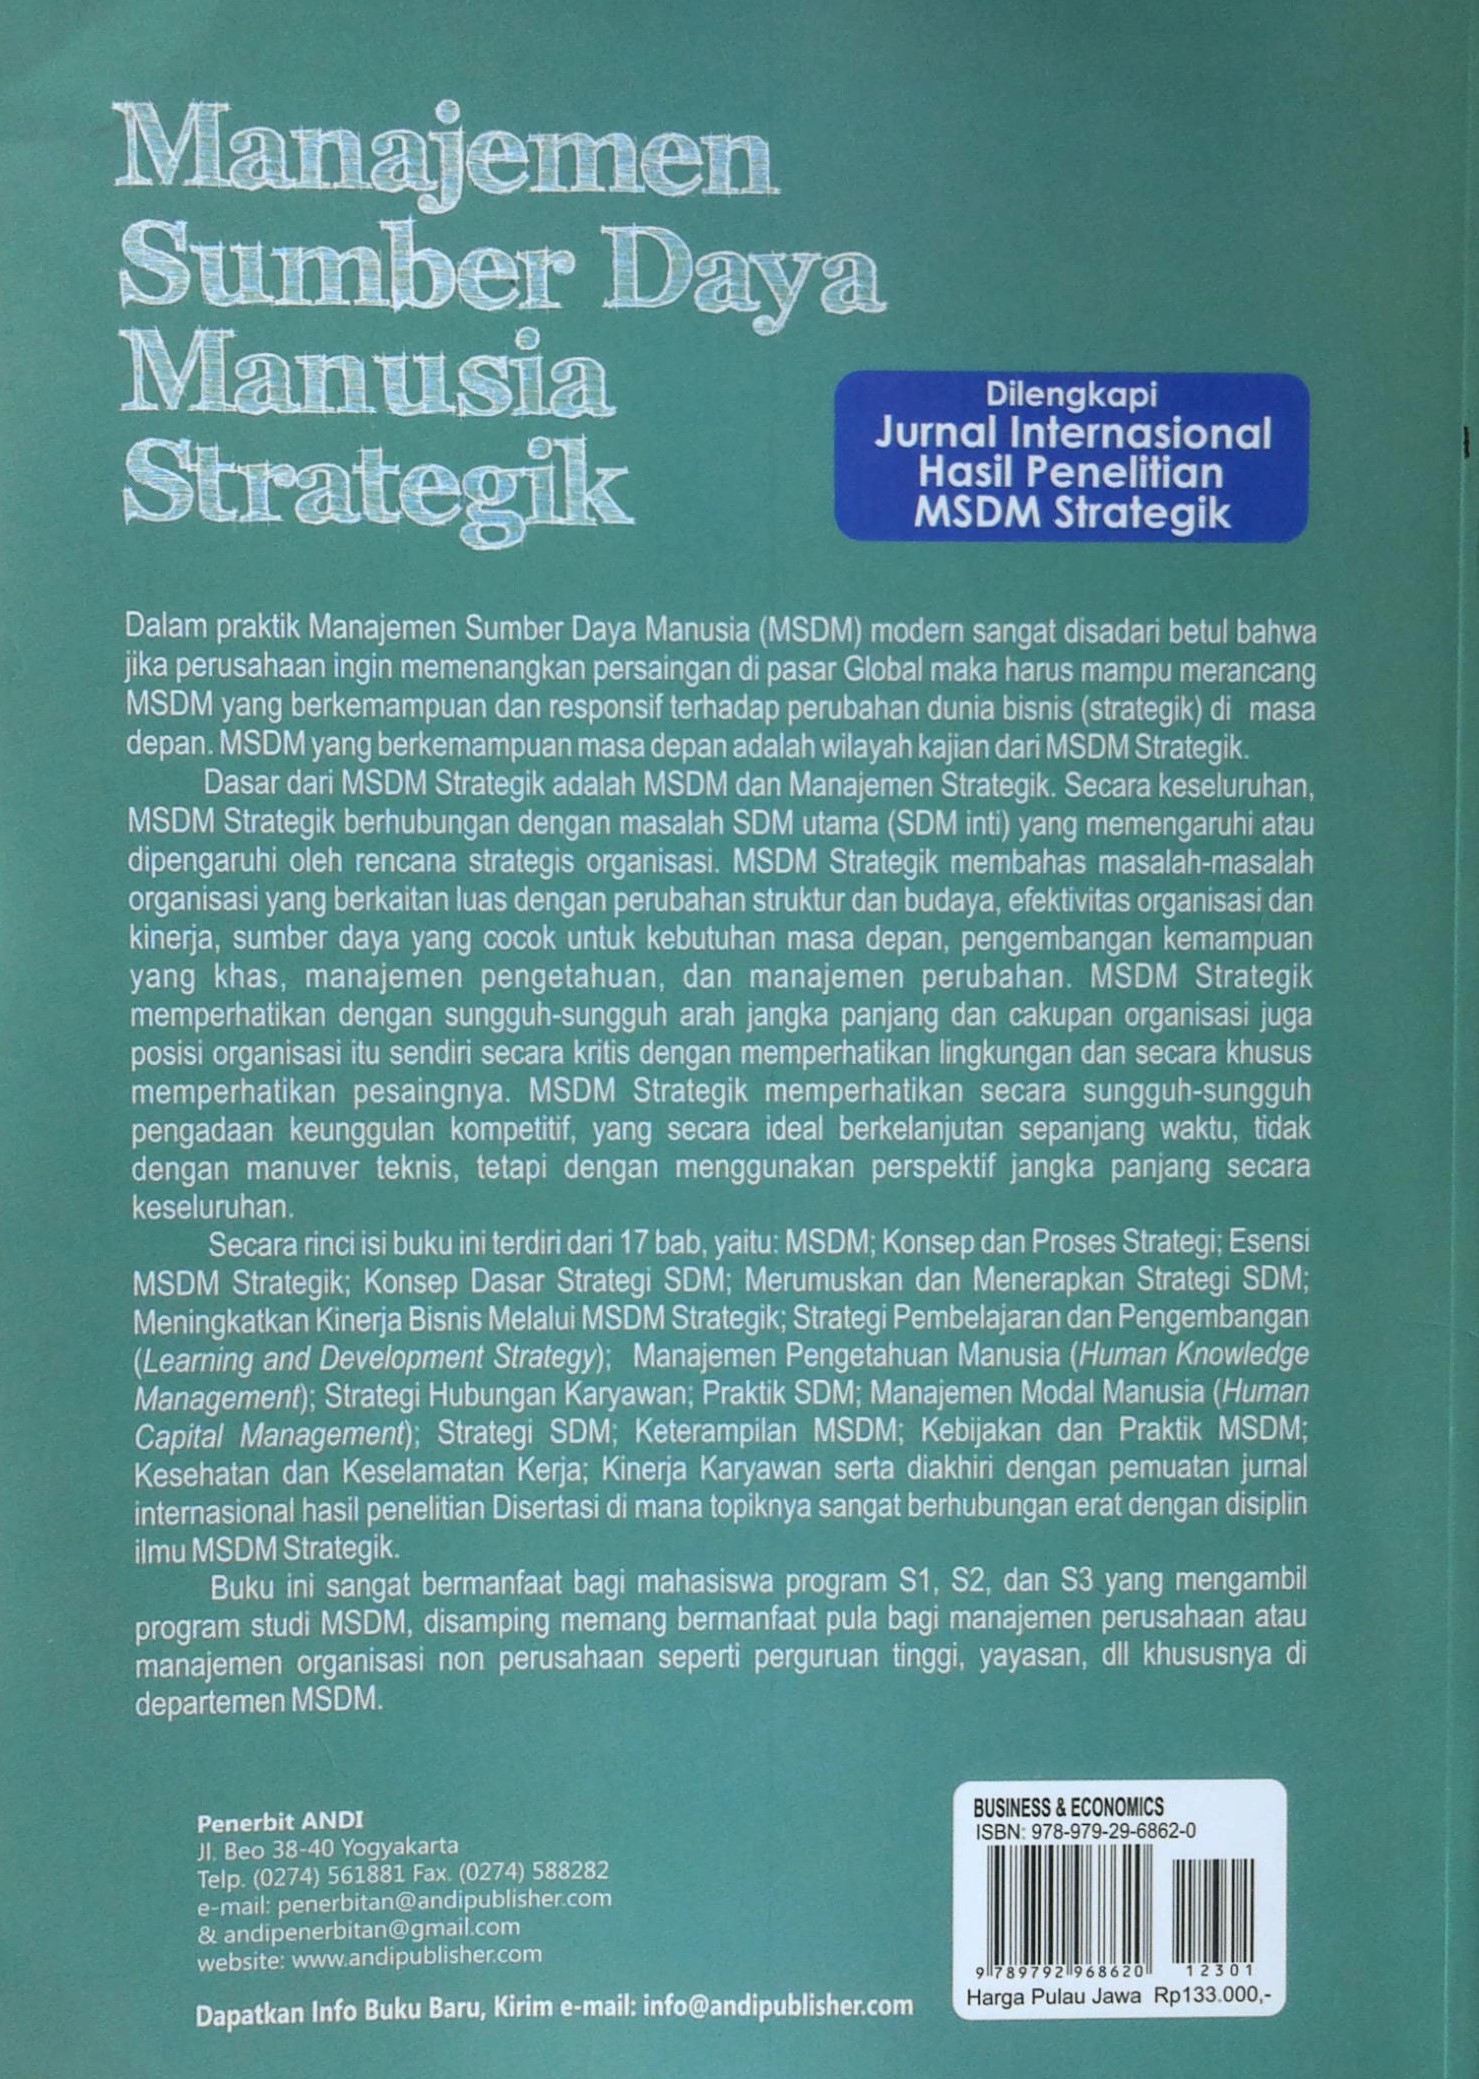 Manajemen
Sumber Daya
Manusia
Strategik
Dilengkapi
Jurnal Internasional
Hasil Penelitian
MSDM Strategik
Dalam praktik Manajemen Sumber Daya Manusia (MSDM) modern sangat disadari betul bahwa
jika perusahaan ingin memenangkan persaingan di pasar Global maka harus mampu merancang
MSDM yang berkemampuan dan responsif terhadap perubahan dunia bisnis (strategik) di masa
depan. MSDM yang berkemampuan masa depan adalah wilayah kajian dari MSDM Strategik.
Dasar dari MSDM Strategik adalah MSDM dan Manajemen Strategik. Secara keseluruhan,
MSDM Strategik berhubungan dengan masalah SDM utama (SDM inti) yang memengaruhi atau
dipengaruhi oleh rencana strategis organisasi. MSDM Strategik membahas masalah-masalah
organisasi yang berkaitan luas dengan perubahan struktur dan budaya, efektivitas organisasi dan
kinerja, sumber daya yang cocok untuk kebutuhan masa depan, pengembangan kemampuan
yang khas, manajemen pengetahuan, dan manajemen perubahan. MSDM Strategik
memperhatikan dengan sungguh-sungguh arah jangka panjang dan cakupan organisasi juga
posisi organisasi itu sendiri secara kritis dengan memperhatikan lingkungan dan secara khusus
memperhatikan pesaingnya. MSDM Strategik memperhatikan secara sungguh-sungguh
pengadaan keunggulan kompetitif, yang secara ideal berkelanjutan sepanjang waktu, tidak
dengan manuver teknis, tetapi dengan menggunakan perspektif jangka panjang secara
keseluruhan.
Secara rinci isi buku ini terdiri dari 17 bab, yaitu: MSDM; Konsep dan Proses Strategi; Esensi
MSDM Strategik; Konsep Dasar Strategi SDM; Merumuskan dan Menerapkan Strategi SDM;
Meningkatkan Kinerja Bisnis Melalui MSDM Strategik; Strategi Pembelajaran dan Pengembangan
(Learning and Development Strategy); Manajemen Pengetahuan Manusia (Human Knowledge
Management); Strategi Hubungan Karyawan; Praktik SDM; Manajemen Modal Manusia (Human
Capital Management); Strategi SDM; Keterampilan MSDM; Kebijakan dan Praktik MSDM;
Kesehatan dan Keselamatan Kerja; Kinerja Karyawan serta diakhiri dengan pemuatan jurnal
internasional hasil penelitian Disertasi di mana topiknya sangat berhubungan erat dengan disiplin
ilmu MSDM Strategik.
Buku ini sangat bermanfaat bagi mahasiswa program S1, S2, dan S3 yang mengambil
program studi MSDM, disamping memang bermanfaat pula bagi manajemen perusahaan atau
manajemen organisasi non perusahaan seperti perguruan tinggi, yayasan, dll khususnya di
departemen MSDM.
Penerbit ANDI
Jl. Beo 38-40 Yogyakarta
Telp. (0274) 561881 Fax. (0274) 588282
e-mail: penerbitan@andipublisher.com
& andipenerbitan@gmail.com
website: www.andipublisher.com
Dapatkan Info Buku Baru, Kirim e-mail: info@andipublisher.com
BUSINESS & ECONOMICS
ISBN: 978-979-29-6862-0
9 789792 968620 12301
Harga Pulau Jawa Rp133.000,-